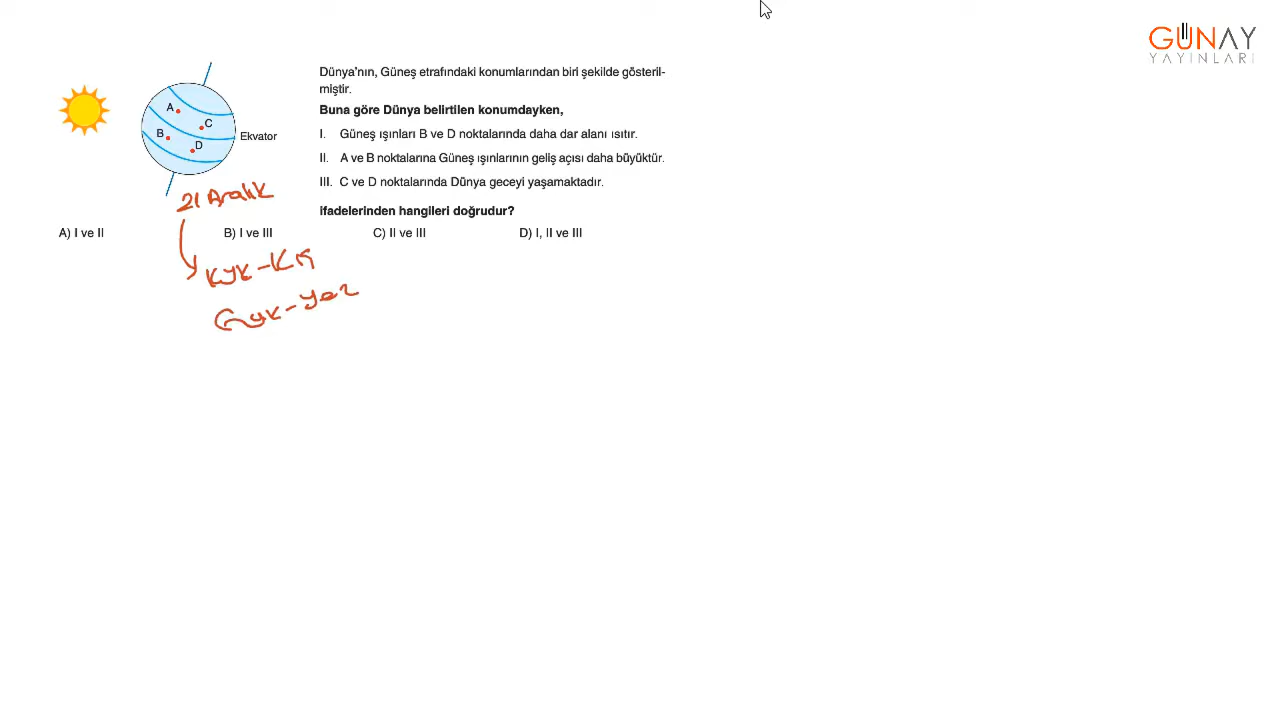 GÜNAY
YAYINLARI
A
B
C
D
Ekvator
Dünya'nın, Güneş etrafındaki konumlarından biri şekilde gösteril-
miştir.
Buna göre Dünya belirtilen konumdayken,
I. Güneş ışınları B ve D noktalarında daha dar alanı ısıtır.
II. A ve B noktalarına Güneş ışınlarının geliş açısı daha büyüktür.
III. C ve D noktalarında Dünya geceyi yaşamaktadır.
ifadelerinden hangileri doğrudur?
A) I ve II B) I ve III C) II ve III D) I, II ve III
21 Aralık
KYK-Kış
GYK-Yaz